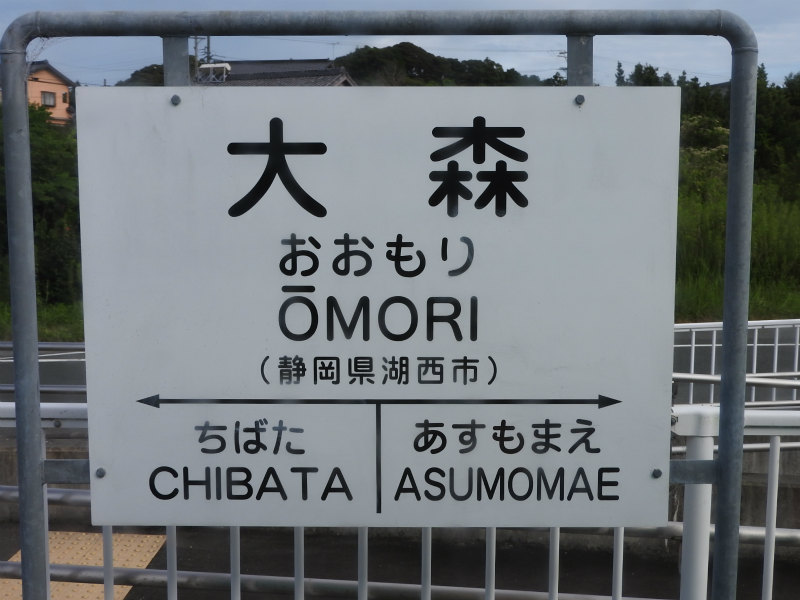 大森
おおもり
ŌMORI
（静岡県湖西市）
ちばた あすもまえ
CHIBATA ASUMOMAE